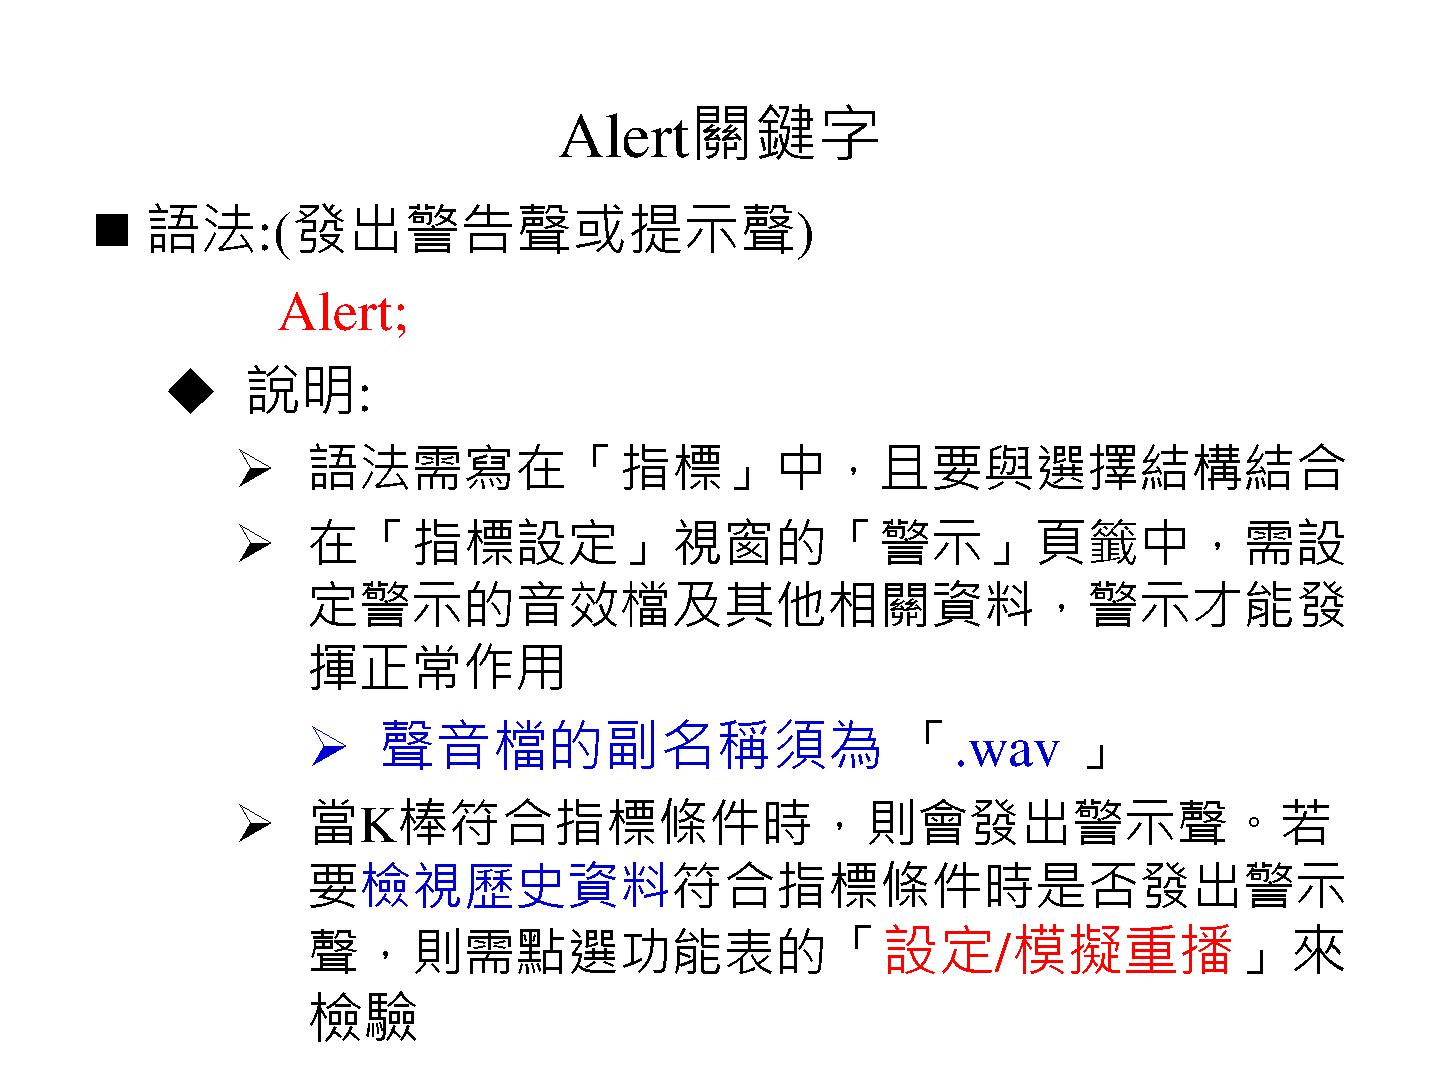 Alert關鍵字
■ 語法:(發出警告聲或提示聲)
Alert;
◆ 說明:
➢ 語法需寫在「指標」中，且要與選擇結構結合
➢ 在「指標設定」視窗的「警示」頁籤中，需設
定警示的音效檔及其他相關資料，警示才能發
揮正常作用
➢ 聲音檔的副名稱須為「.wav」
➢ 當K棒符合指標條件時，則會發出警示聲。若
要檢視歷史資料符合指標條件時是否發出警示
聲，則需點選功能表的「設定/模擬重播」來
檢驗